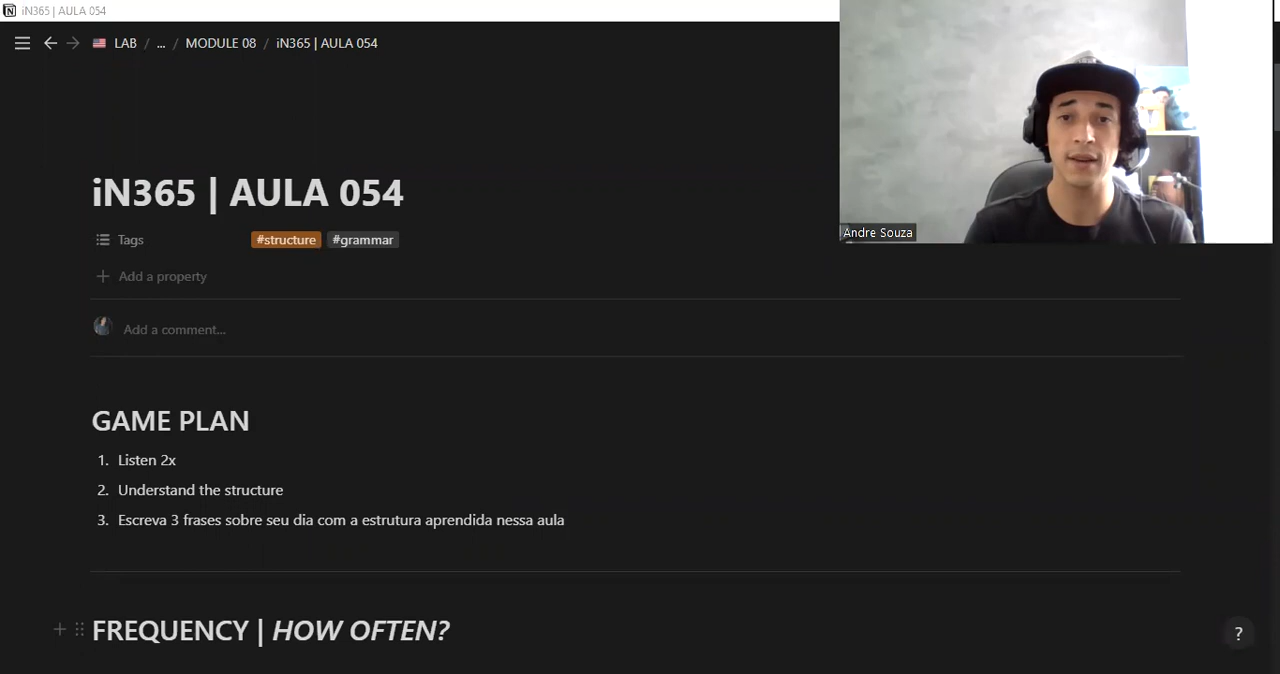 iN365 | AULA 054
LAB / ... / MODULE 08 / iN365 | AULA 054
Andre Souza
iN365 | AULA 054
Tags #structure #grammar
Add a property
Add a comment...
GAME PLAN
1. Listen 2x
2. Understand the structure
3. Escreva 3 frases sobre seu dia com a estrutura aprendida nessa aula
FREQUENCY | HOW OFTEN?
?